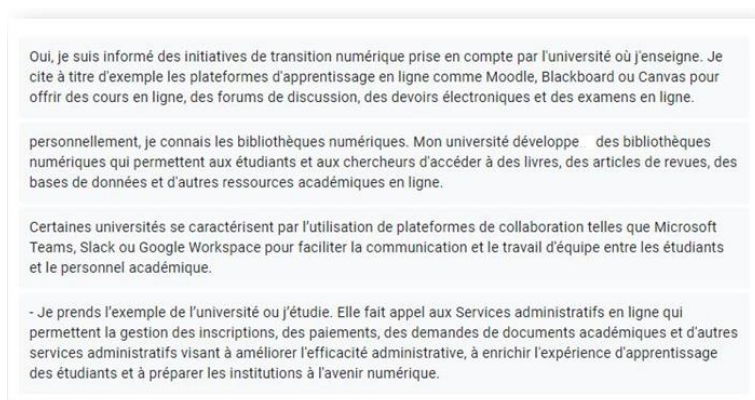 Oui, je suis informé des initiatives de transition numérique prise en compte par l'université où j'enseigne. Je
cite à titre d'exemple les plateformes d'apprentissage en ligne comme Moodle, Blackboard ou Canvas pour
offrir des cours en ligne, des forums de discussion, des devoirs électroniques et des examens en ligne.
personnellement, je connais les bibliothèques numériques. Mon université développe des bibliothèques
numériques qui permettent aux étudiants et aux chercheurs d'accéder à des livres, des articles de revues, des
bases de données et d'autres ressources académiques en ligne.
Certaines universités se caractérisent par l'utilisation de plateformes de collaboration telles que Microsoft
Teams, Slack ou Google Workspace pour faciliter la communication et le travail d'équipe entre les étudiants
et le personnel académique.
- Je prends l'exemple de l'université ou j'étudie. Elle fait appel aux Services administratifs en ligne qui
permettent la gestion des inscriptions, des paiements, des demandes de documents académiques et d'autres
services administratifs visant à améliorer l'efficacité administrative, à enrichir l'expérience d'apprentissage
des étudiants et à préparer les institutions à l'avenir numérique.